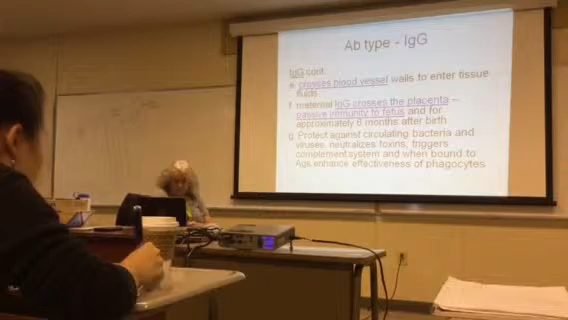 Ab type - IgG
IgG cont.
e. crosses blood vessel walls to enter tissue
fluids
f. maternal IgG crosses the placenta –
passive immunity to fetus and for
approximately 6 months after birth
g. Protect against circulating bacteria and
viruses, neutralizes toxins, triggers
complement system and when bound to
Ags enhance effectiveness of phagocytes